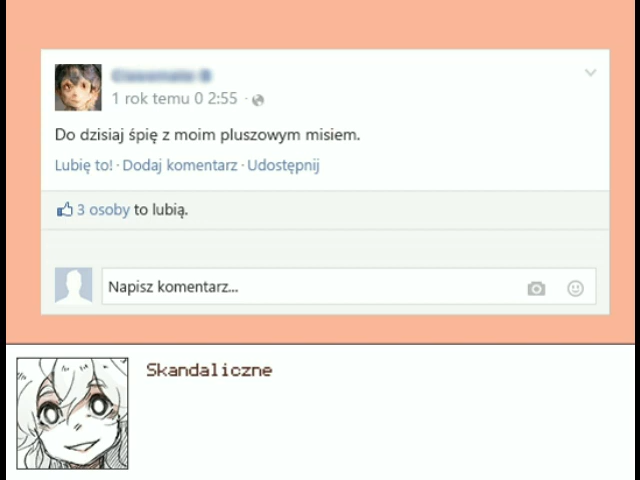 1 rok temu 0 2:55 ·
Do dzisiaj śpię z moim pluszowym misiem.
Lubię to! · Dodaj komentarz · Udostępnij
3 osoby to lubią.
Napisz komentarz...
Skandaliczne